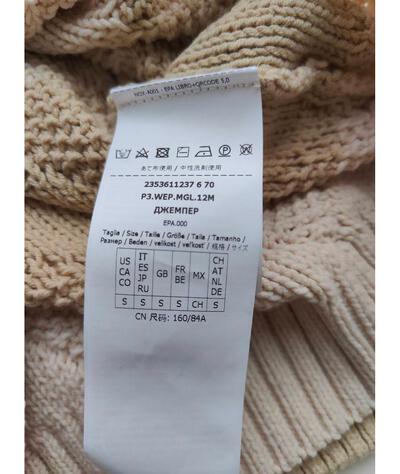 NOX-A001 - EPA LIBRO+QRCODE 5,0
あて布使用 / 中性洗剤使用
2353611237 6 70
P3.WEP.MGL.12M
ДЖЕМПЕР
EPA.000
Taglia / Size / Taille / Größe / Talla / Tamanho /
Размер / Beden / velikost / veľkosť / 规格 / サイズ
US CA CO IT ES JP RU GB FR BE MX CH AT NL DE
S S S S CH S
CN 尺码: 160/84A